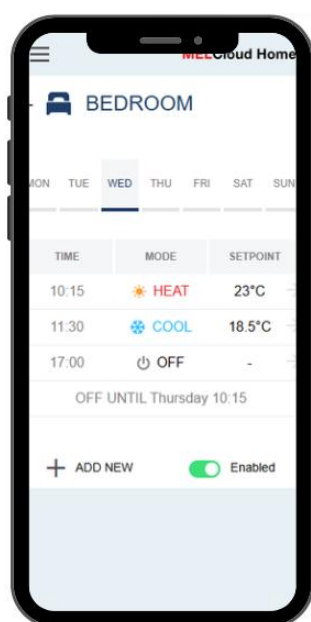 MELCloud Home
BEDROOM
MON TUE WED THU FRI SAT SUN
TIME MODE SETPOINT
10:15 HEAT 23°C
11:30 COOL 18.5°C
17:00 OFF -
OFF UNTIL Thursday 10:15
+ ADD NEW Enabled